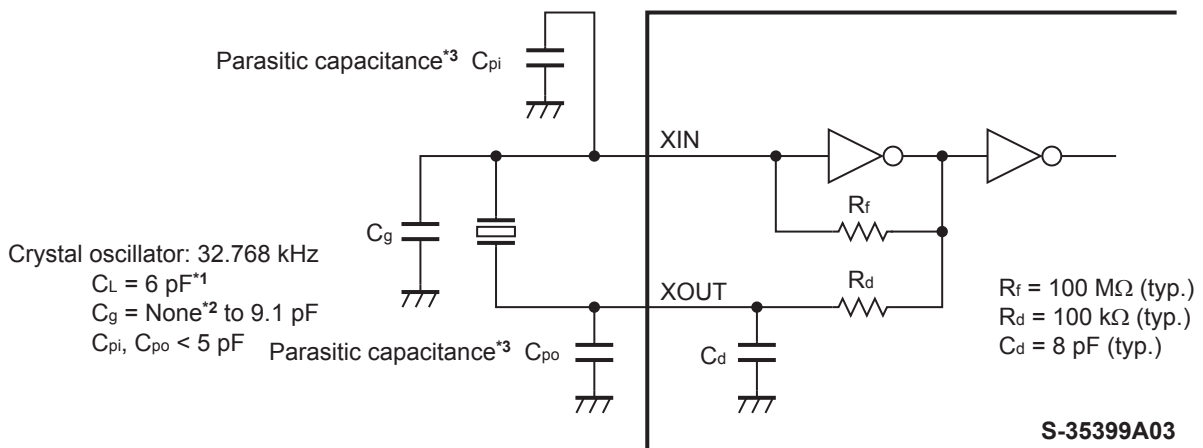 Parasitic capacitance*3 Cpi
XIN
Rf
Cg
Crystal oscillator: 32.768 kHz
CL = 6 pF*1
Cg = None*2 to 9.1 pF
Cpi, Cpo < 5 pF
XOUT
Rd
Parasitic capacitance*3 Cpo
Cd
Rf = 100 MΩ (typ.)
Rd = 100 kΩ (typ.)
Cd = 8 pF (typ.)
S-35399A03